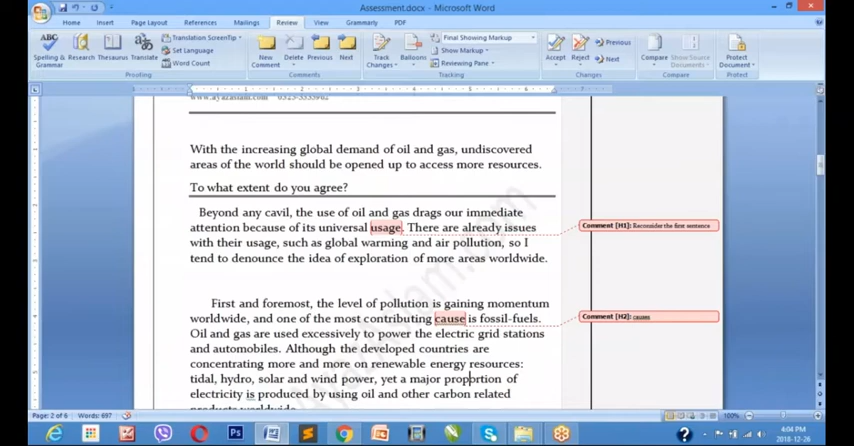 Assessment.docx - Microsoft Word
Home Insert Page Layout References Mailings Review View Grammarly PDF
ABC Spelling & Grammar Research Thesaurus Translate Translation ScreenTip Set Language Word Count
New Comment Delete Previous Next
Track Changes Balloons Final Showing Markup Show Markup Reviewing Pane
Accept Reject Previous Next
Compare Show Source Documents Protect Document
Proofing Comments Tracking Changes Compare Protect
With the increasing global demand of oil and gas, undiscovered
areas of the world should be opened up to access more resources.
To what extent do you agree?
Beyond any cavil, the use of oil and gas drags our immediate
attention because of its universal usage. There are already issues
with their usage, such as global warming and air pollution, so I
tend to denounce the idea of exploration of more areas worldwide.
Comment [H1]: Reconsider the first sentence
First and foremost, the level of pollution is gaining momentum
worldwide, and one of the most contributing cause is fossil-fuels.
Comment [H2]: causes
Oil and Gas are used excessively to power the electric grid stations
and automobiles. Although the developed countries are
concentrating more and more on renewable energy resources:
tidal, hydro, solar and wind power, yet a major proportion of
electricity is produced by using oil and other carbon related
products worldwide.
Page: 2 of 6 Words: 697
100%
4:04 PM
2018-12-26